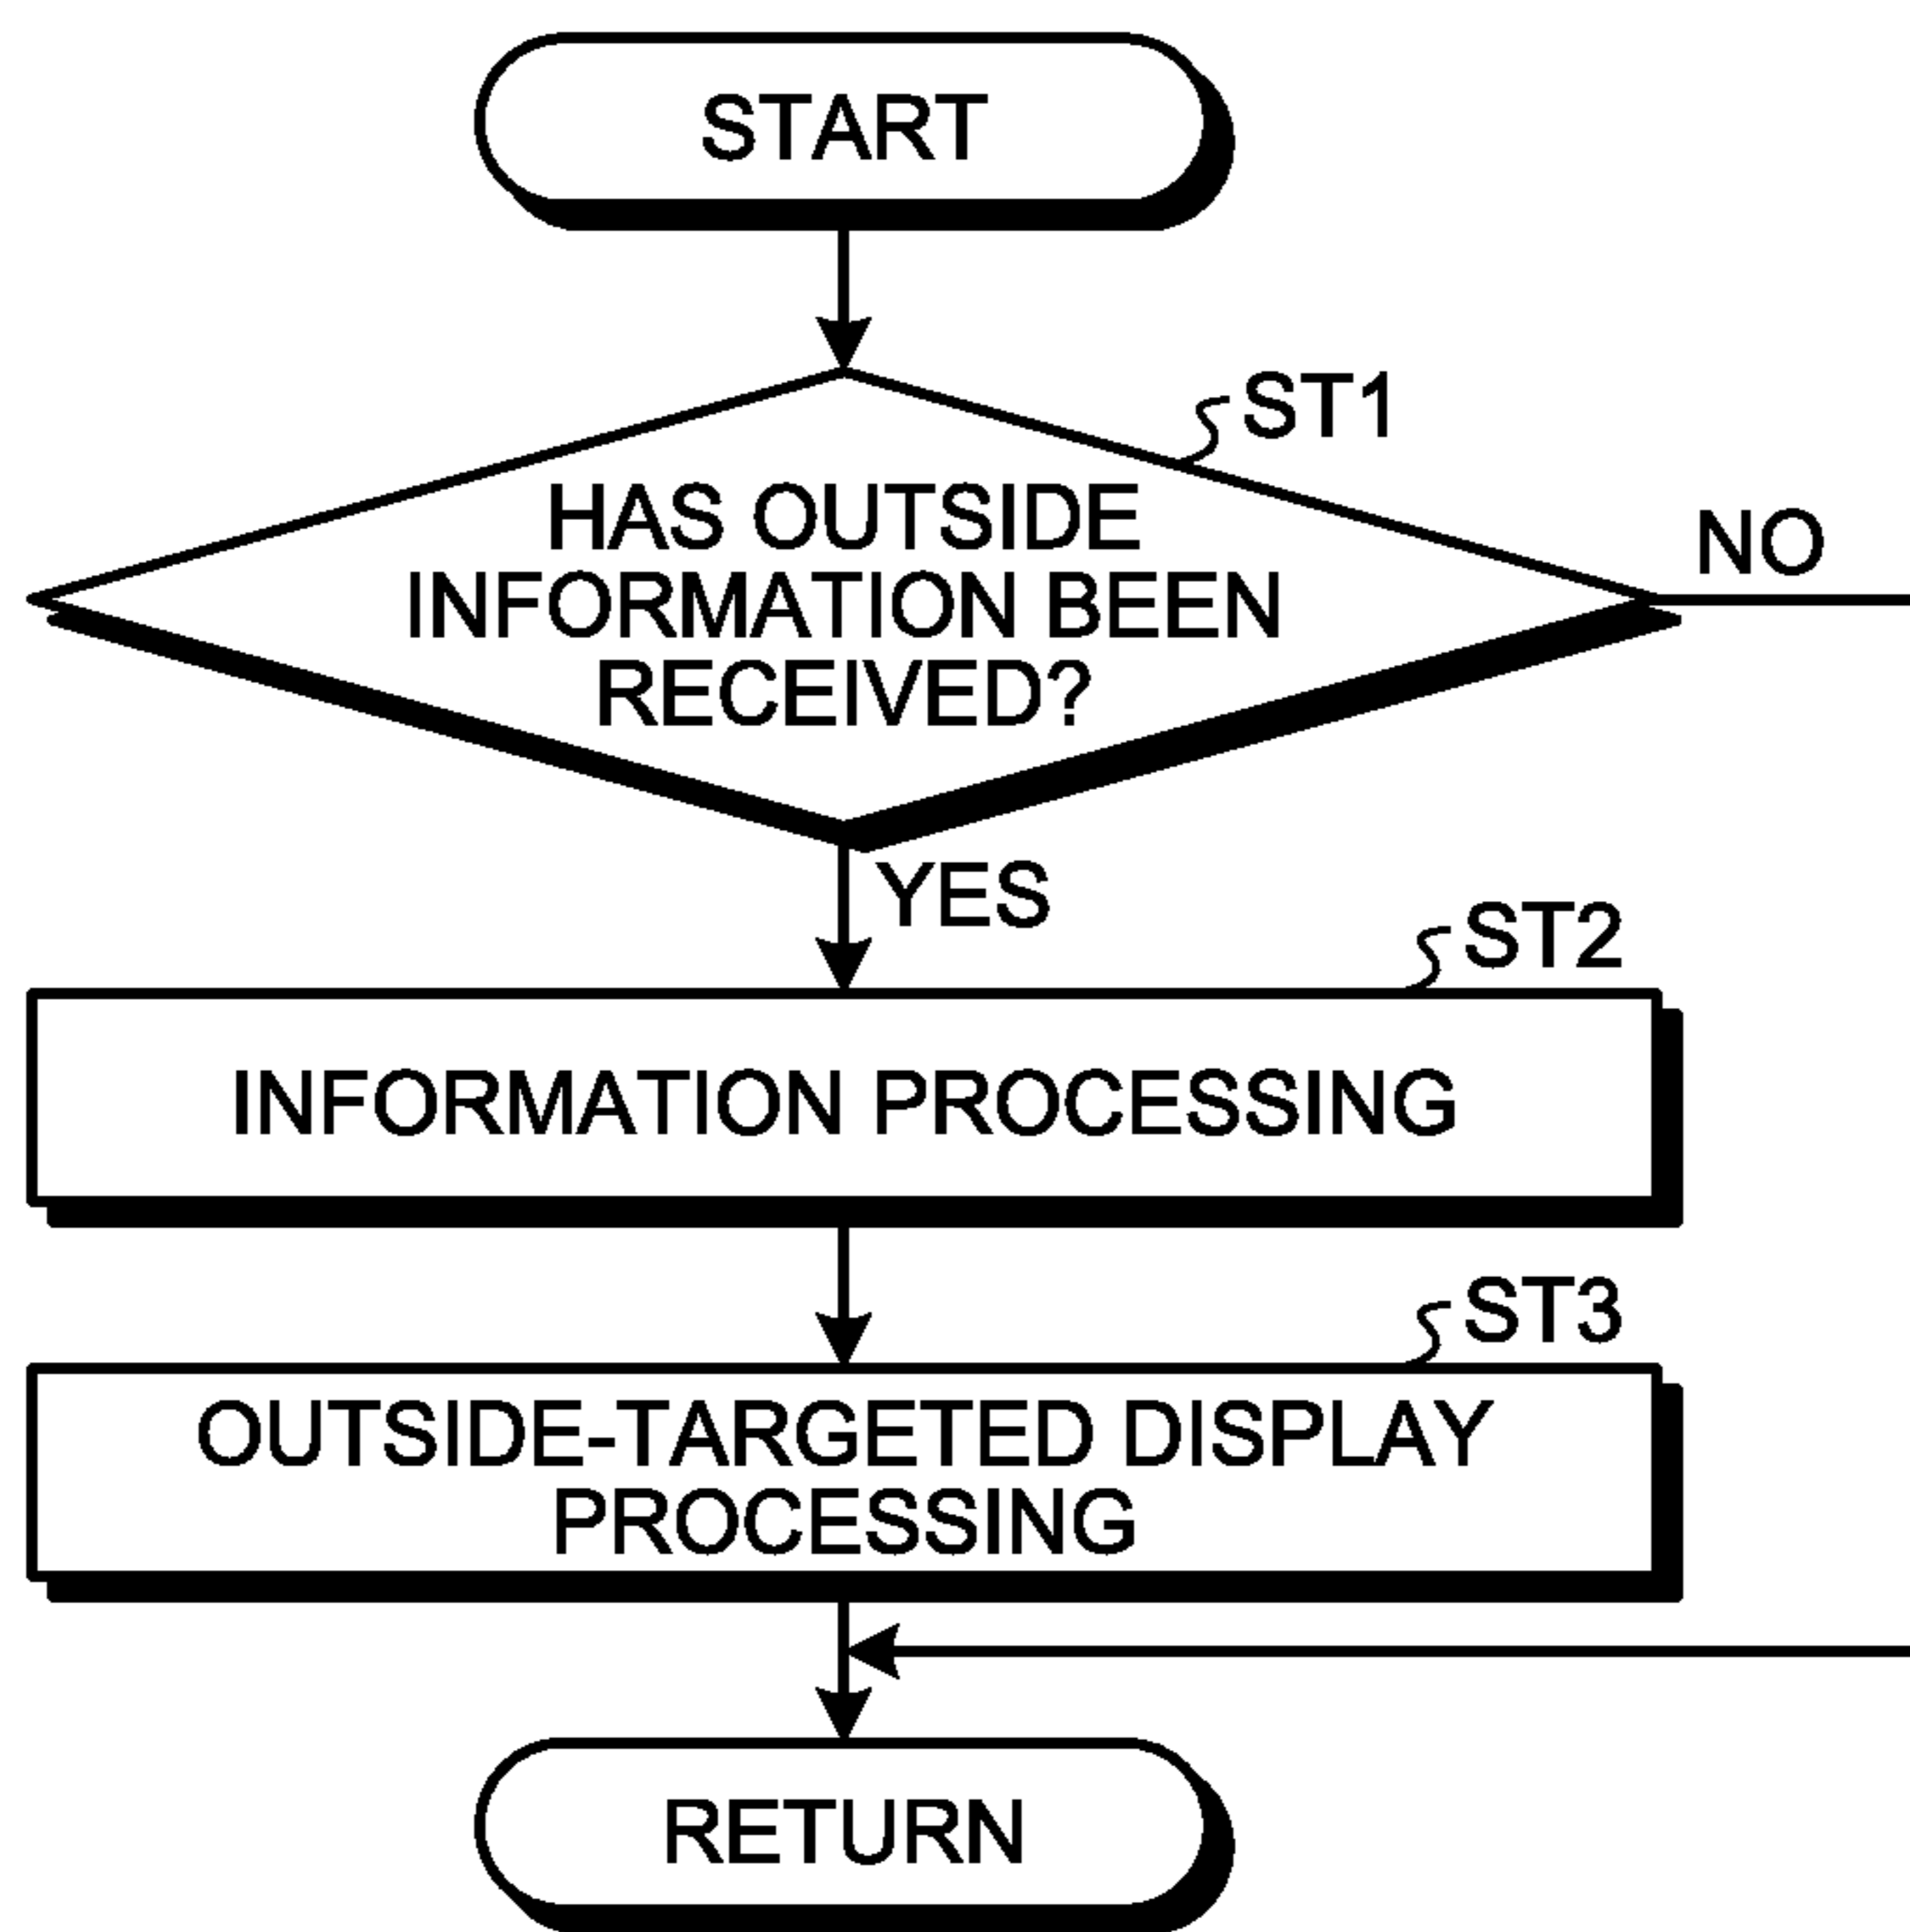 START
ST1
HAS OUTSIDE
INFORMATION BEEN
RECEIVED?
NO
YES
ST2
INFORMATION PROCESSING
ST3
OUTSIDE-TARGETED DISPLAY
PROCESSING
RETURN